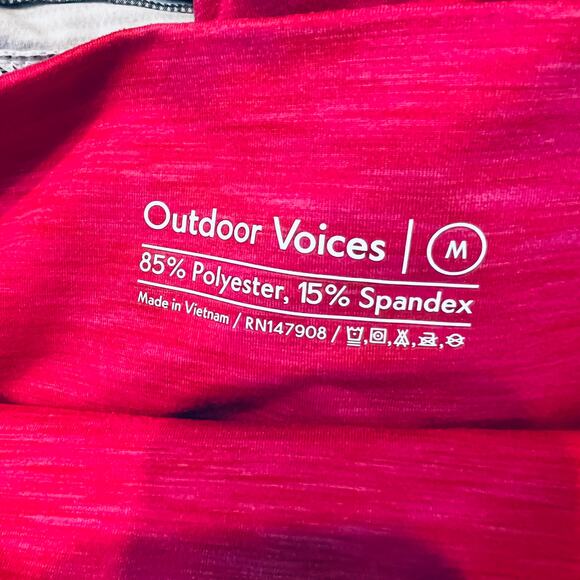 Outdoor Voices | M
85% Polyester, 15% Spandex
Made in Vietnam / RN147908 /